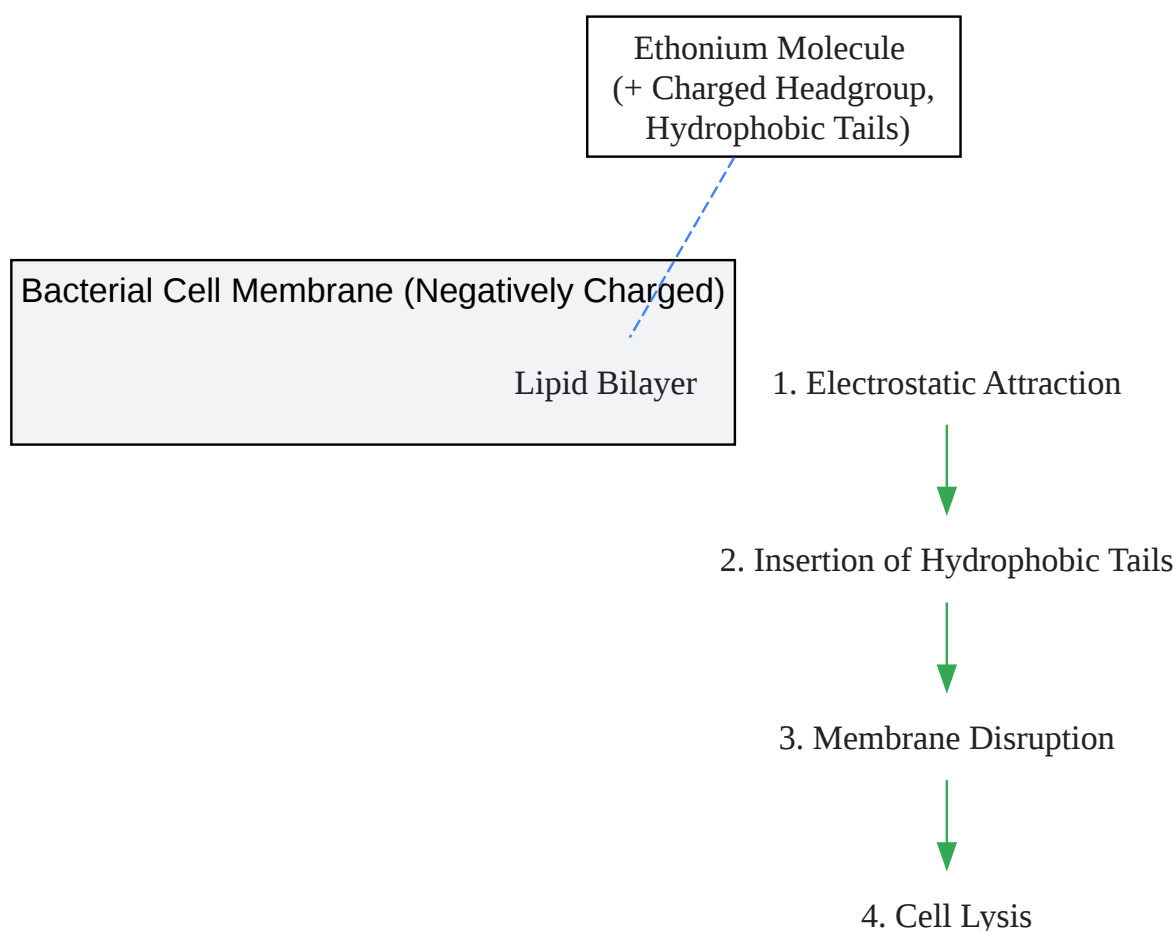 Ethonium Molecule
(+ Charged Headgroup,
Hydrophobic Tails)
Bacterial Cell Membrane (Negatively Charged)
Lipid Bilayer
1. Electrostatic Attraction
2. Insertion of Hydrophobic Tails
3. Membrane Disruption
4. Cell Lysis